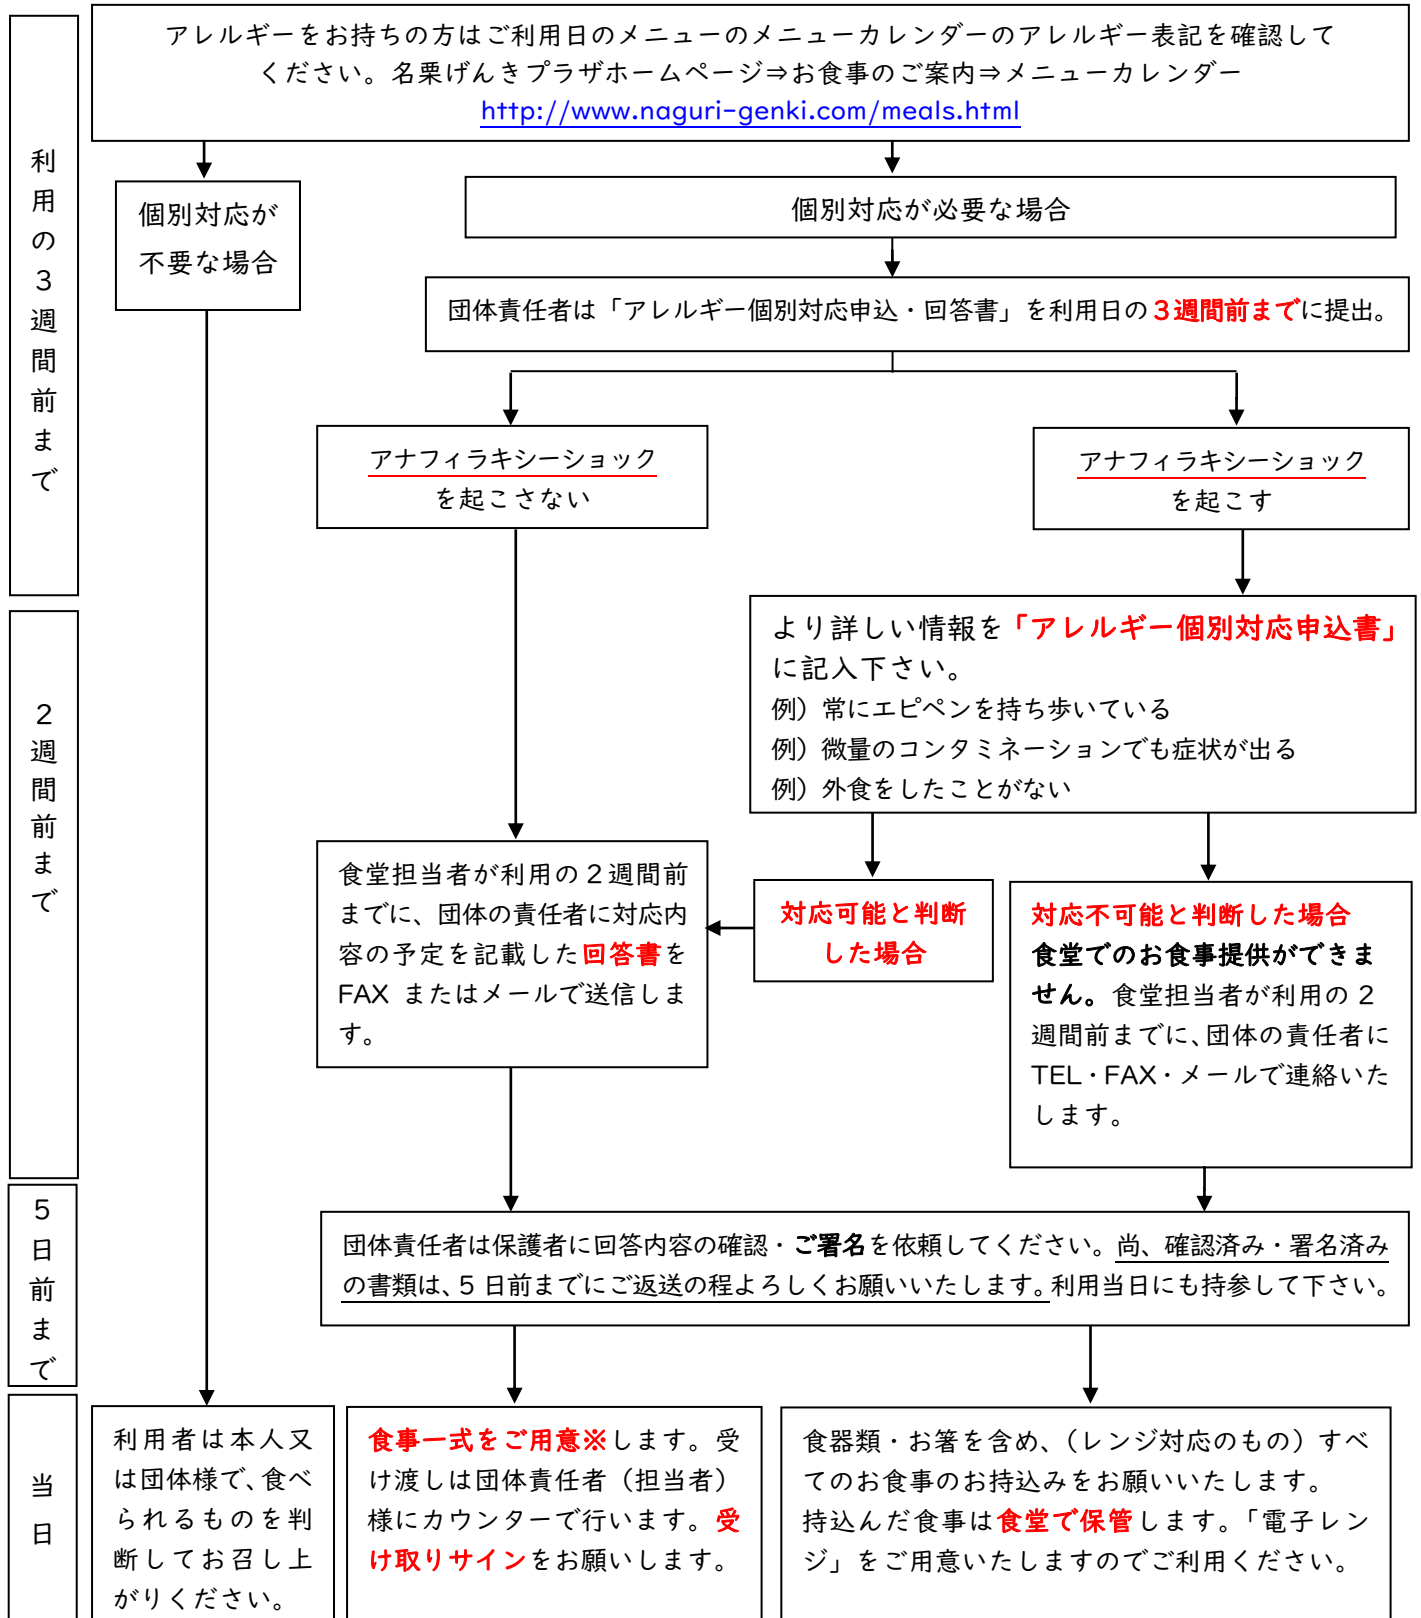 アレルギーをお持ちの方はご利用日のメニューのメニューカレンダーのアレルギー表記を確認して
ください。名栗げんきプラザホームページ⇒お食事のご案内⇒メニューカレンダー
http://www.naguri-genki.com/meals.html
利用の3週間前まで
個別対応が
不要な場合
個別対応が必要な場合
団体責任者は「アレルギー個別対応申込・回答書」を利用日の3週間前までに提出。
アナフィラキシーショック
を起こさない
アナフィラキシーショック
を起こす
2週間前まで
より詳しい情報を「アレルギー個別対応申込書」
に記入下さい。
例）常にエピペンを持ち歩いている
例）微量のコンタミネーションでも症状が出る
例）外食をしたことがない
食堂担当者が利用の2週間前
までに、団体の責任者に対応内
容の予定を記載した回答書を
FAX またはメールで送信しま
す。
対応可能と判断
した場合
対応不可能と判断した場合
食堂でのお食事提供ができま
せん。食堂担当者が利用の 2
週間前までに、団体の責任者に
TEL・FAX・メールで連絡いた
します。
5日前まで
団体責任者は保護者に回答内容の確認・ご署名を依頼してください。尚、確認済み・署名済み
の書類は、5 日前までにご返送の程よろしくお願いいたします。利用当日にも持参して下さい。
当日
利用者は本人又
は団体様で、食べ
られるものを判
断してお召し上
がりください。
食事一式をご用意※します。受
け渡しは団体責任者（担当者）
様にカウンターで行います。受
け取りサインをお願いします。
食器類・お箸を含め、（レンジ対応のもの）すべ
てのお食事のお持込みをお願いいたします。
持込んだ食事は食堂で保管します。「電子レン
ジ」をご用意いたしますのでご利用ください。